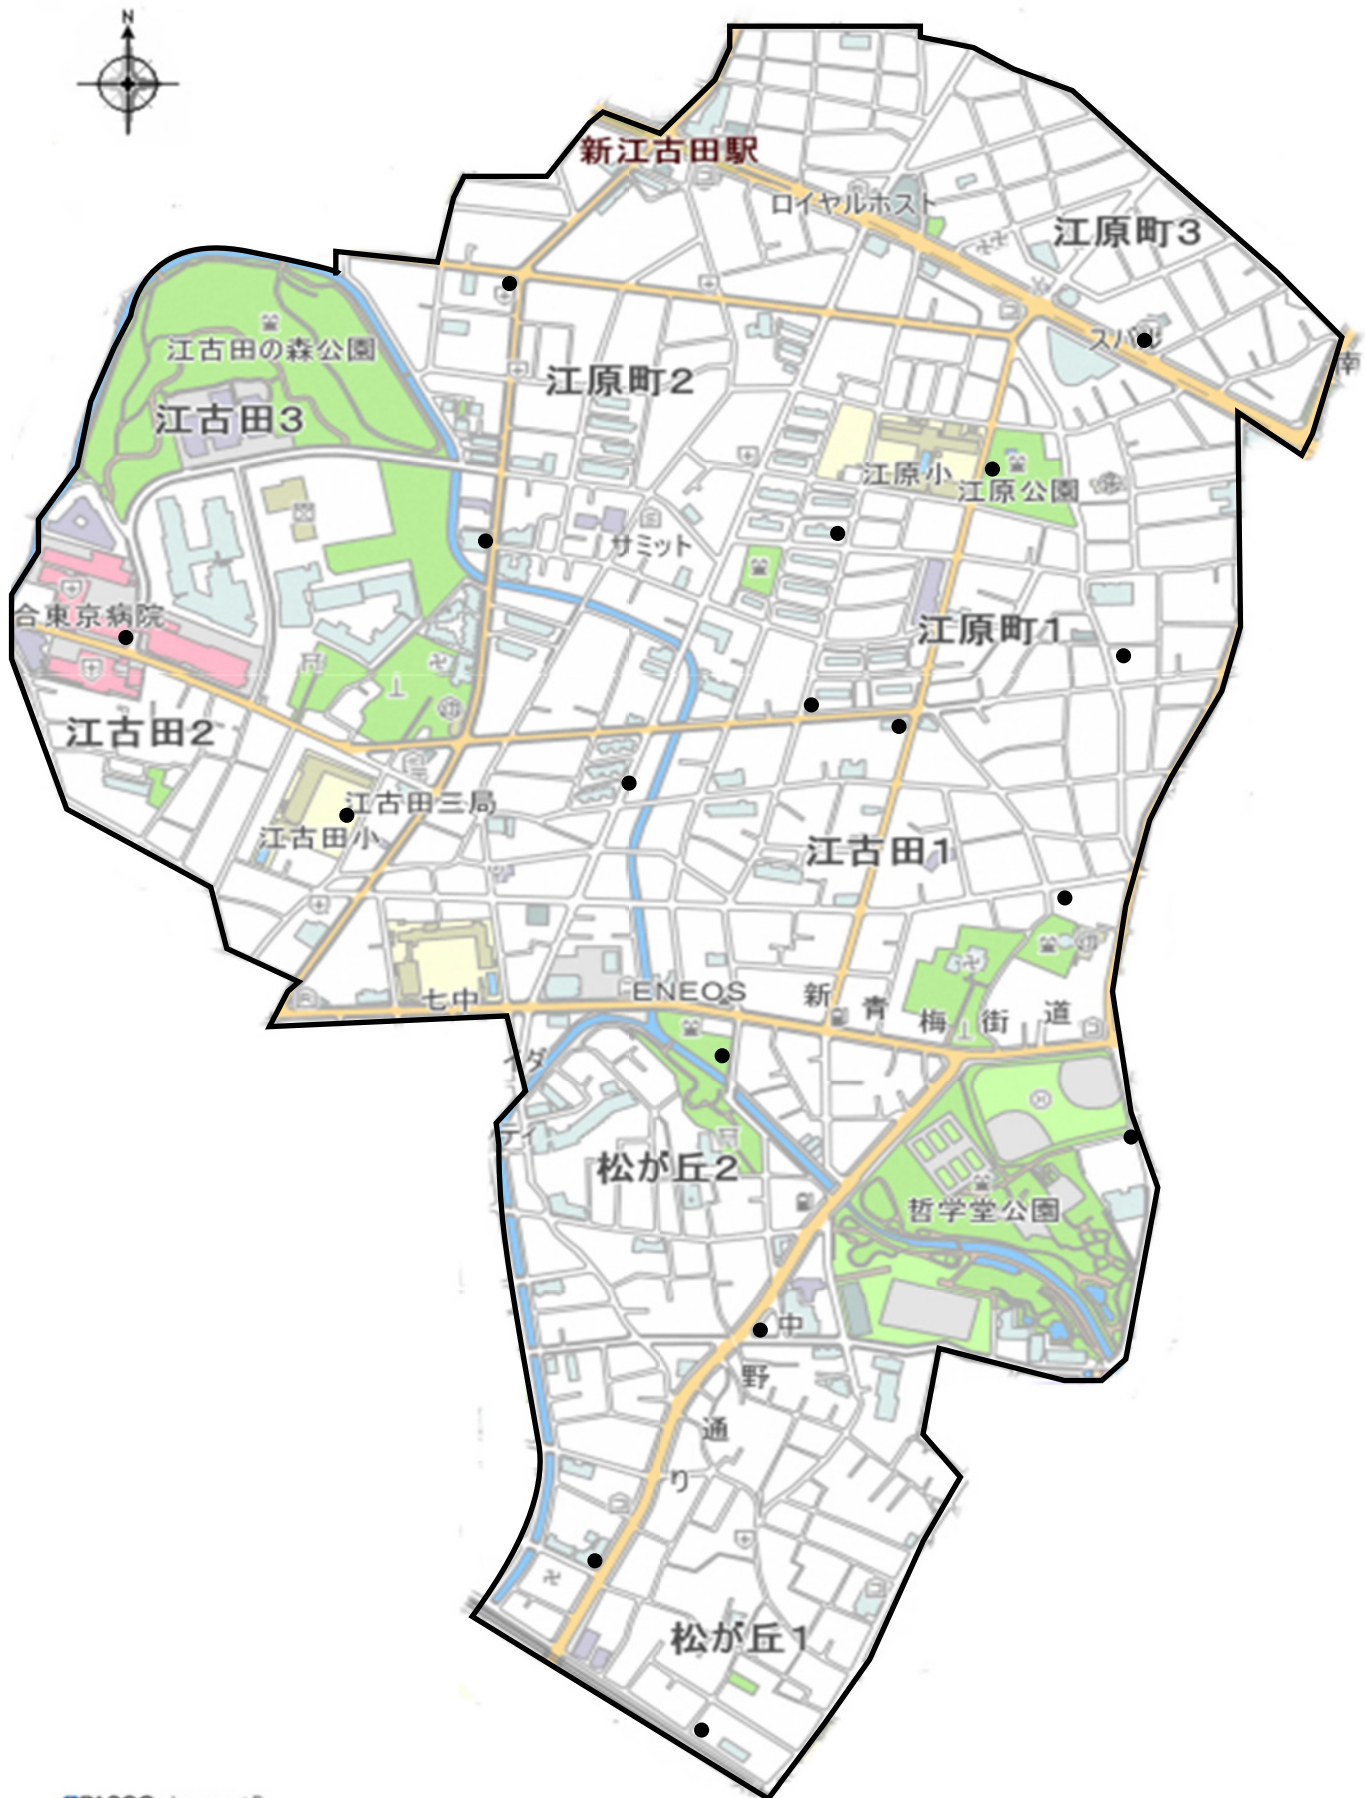 N
新江古田駅
ロイヤルホスト
江原町3
スバル
南
江古田の森公園
江原町2
江古田3
江原小
江原公園
サミット
合東京病院
江原町1
江古田2
江古田三局
江古田小
江古田1
ENEOS
七中
新
青
梅
街
道
イダ
ティ
松が丘2
哲学堂公園
中
野
通
り
松が丘1